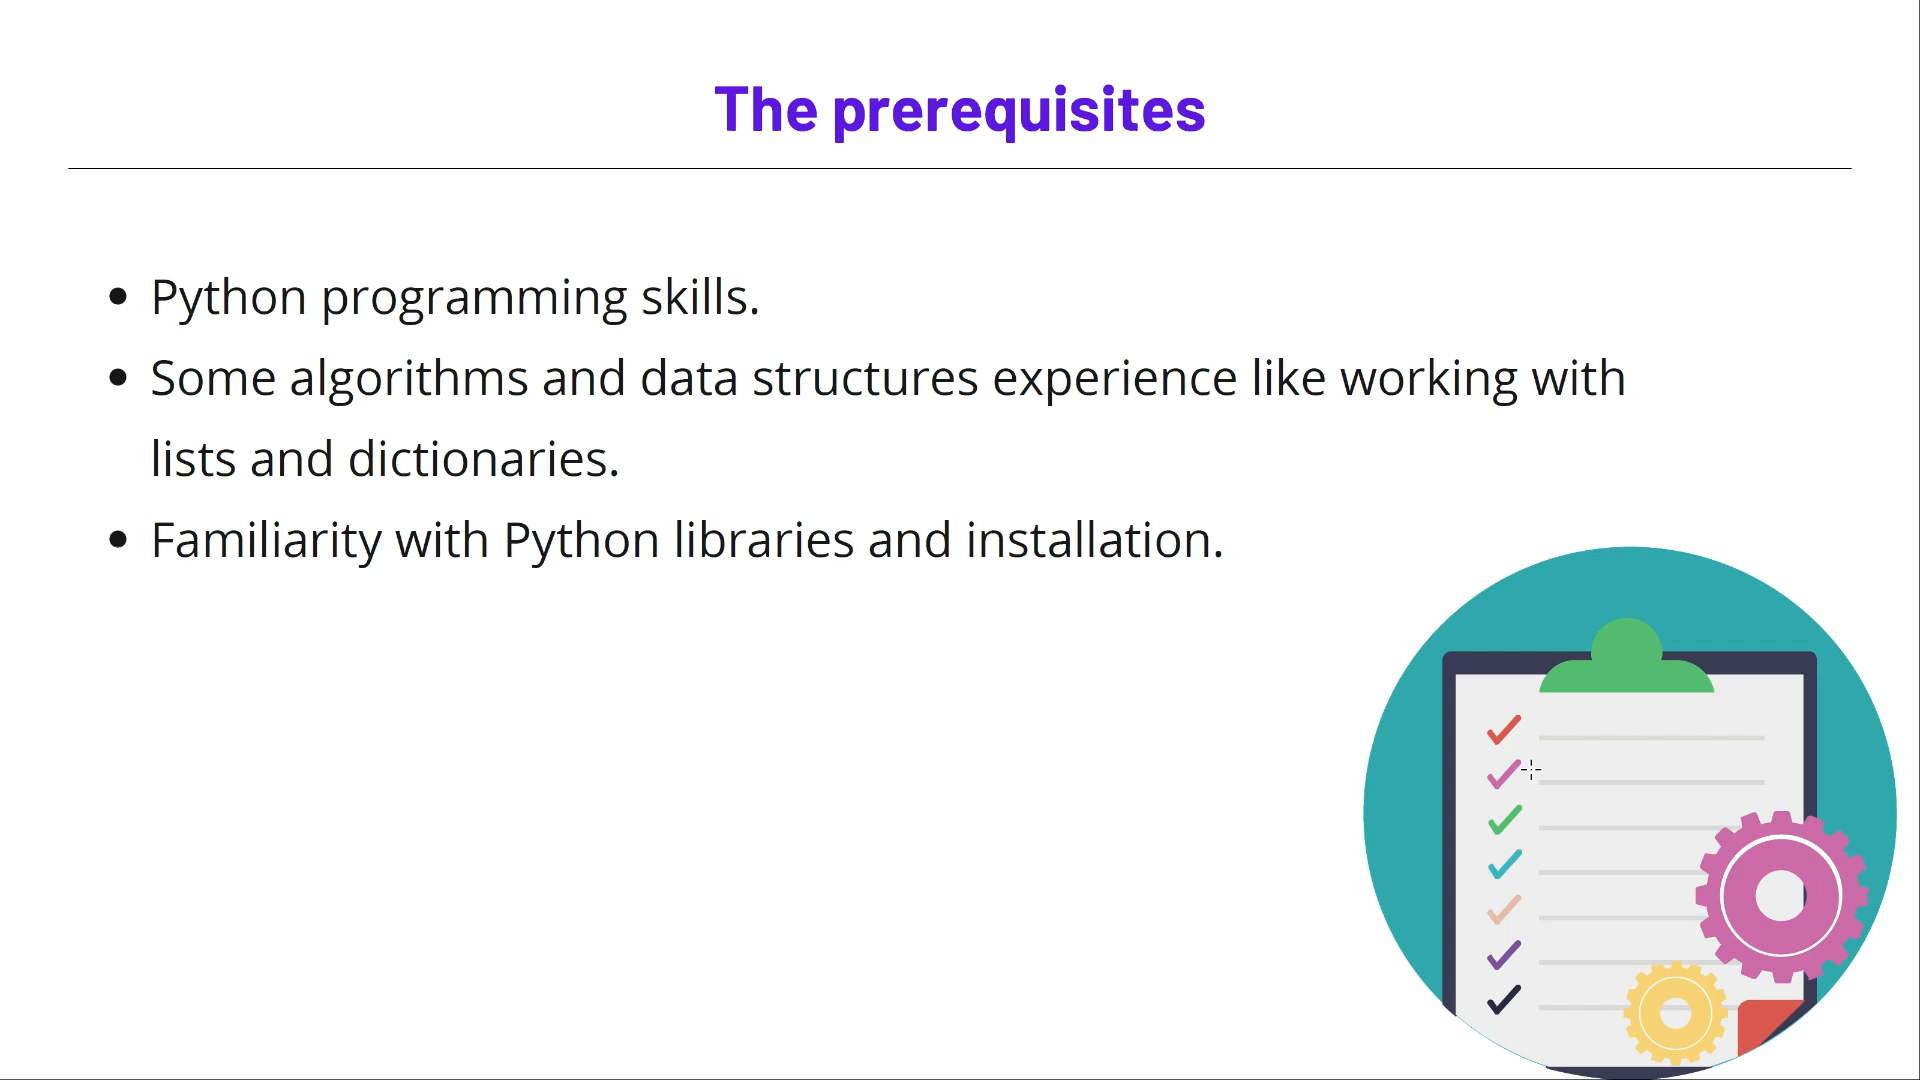 The prerequisites
• Python programming skills.
• Some algorithms and data structures experience like working with
lists and dictionaries.
• Familiarity with Python libraries and installation.